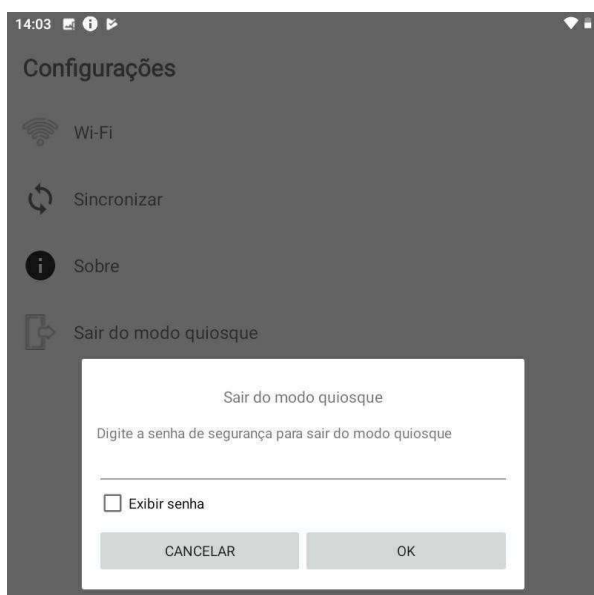 14:03
Configurações
Wi-Fi
Sincronizar
Sobre
Sair do modo quiosque
Sair do modo quiosque
Digite a senha de segurança para sair do modo quiosque
Exibir senha
CANCELAR OK